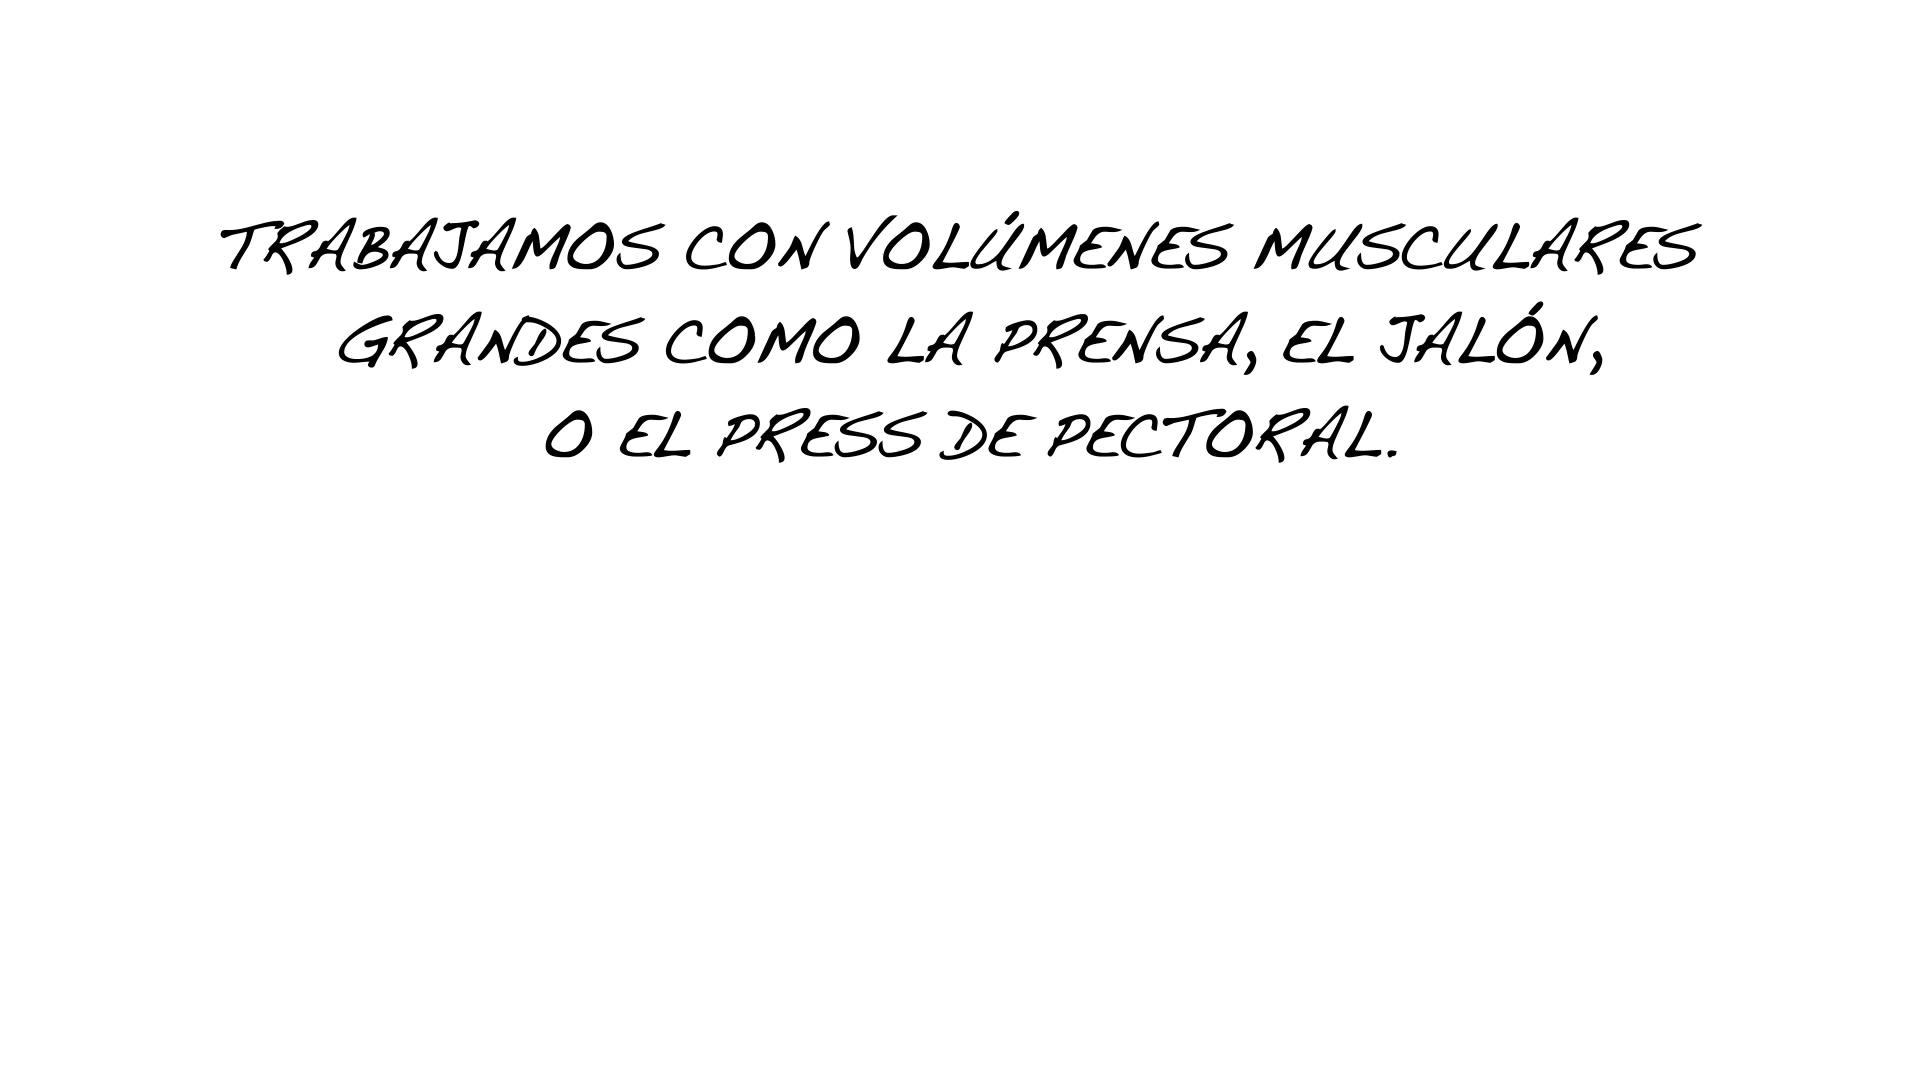 TRABAJAMOS CON VOLÚMENES MUSCULARES
GRANDES COMO LA PRENSA, EL JALÓN,
O EL PRESS DE PECTORAL.